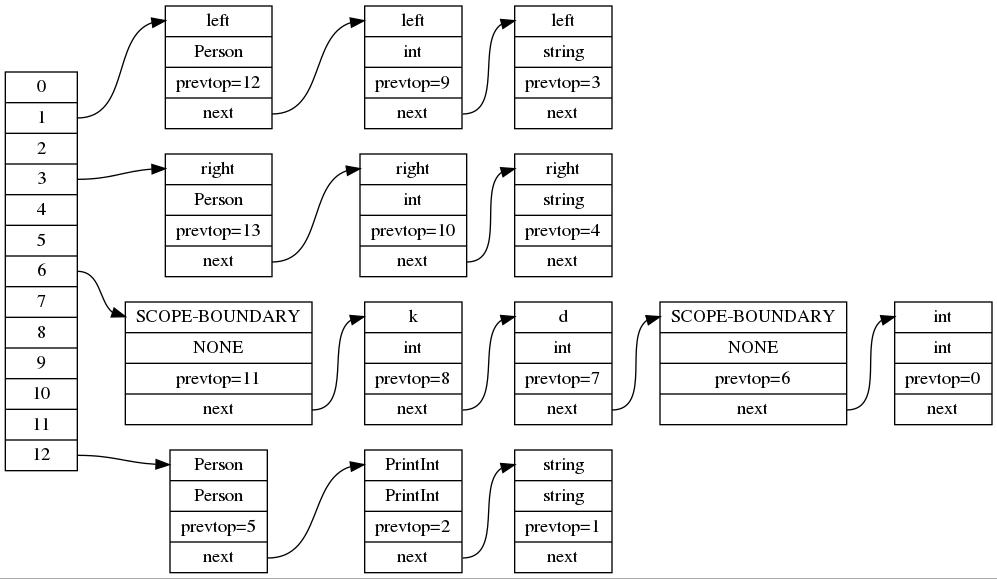 0
1
2
3
4
5
6
7
8
9
10
11
12
left
Person
prevtop=12
next
left
int
prevtop=9
next
left
string
prevtop=3
next
right
Person
prevtop=13
next
right
int
prevtop=10
next
right
string
prevtop=4
next
SCOPE-BOUNDARY
NONE
prevtop=11
next
k
int
prevtop=8
next
d
int
prevtop=7
next
SCOPE-BOUNDARY
NONE
prevtop=6
next
int
int
prevtop=0
next
Person
Person
prevtop=5
next
PrintInt
PrintInt
prevtop=2
next
string
string
prevtop=1
next